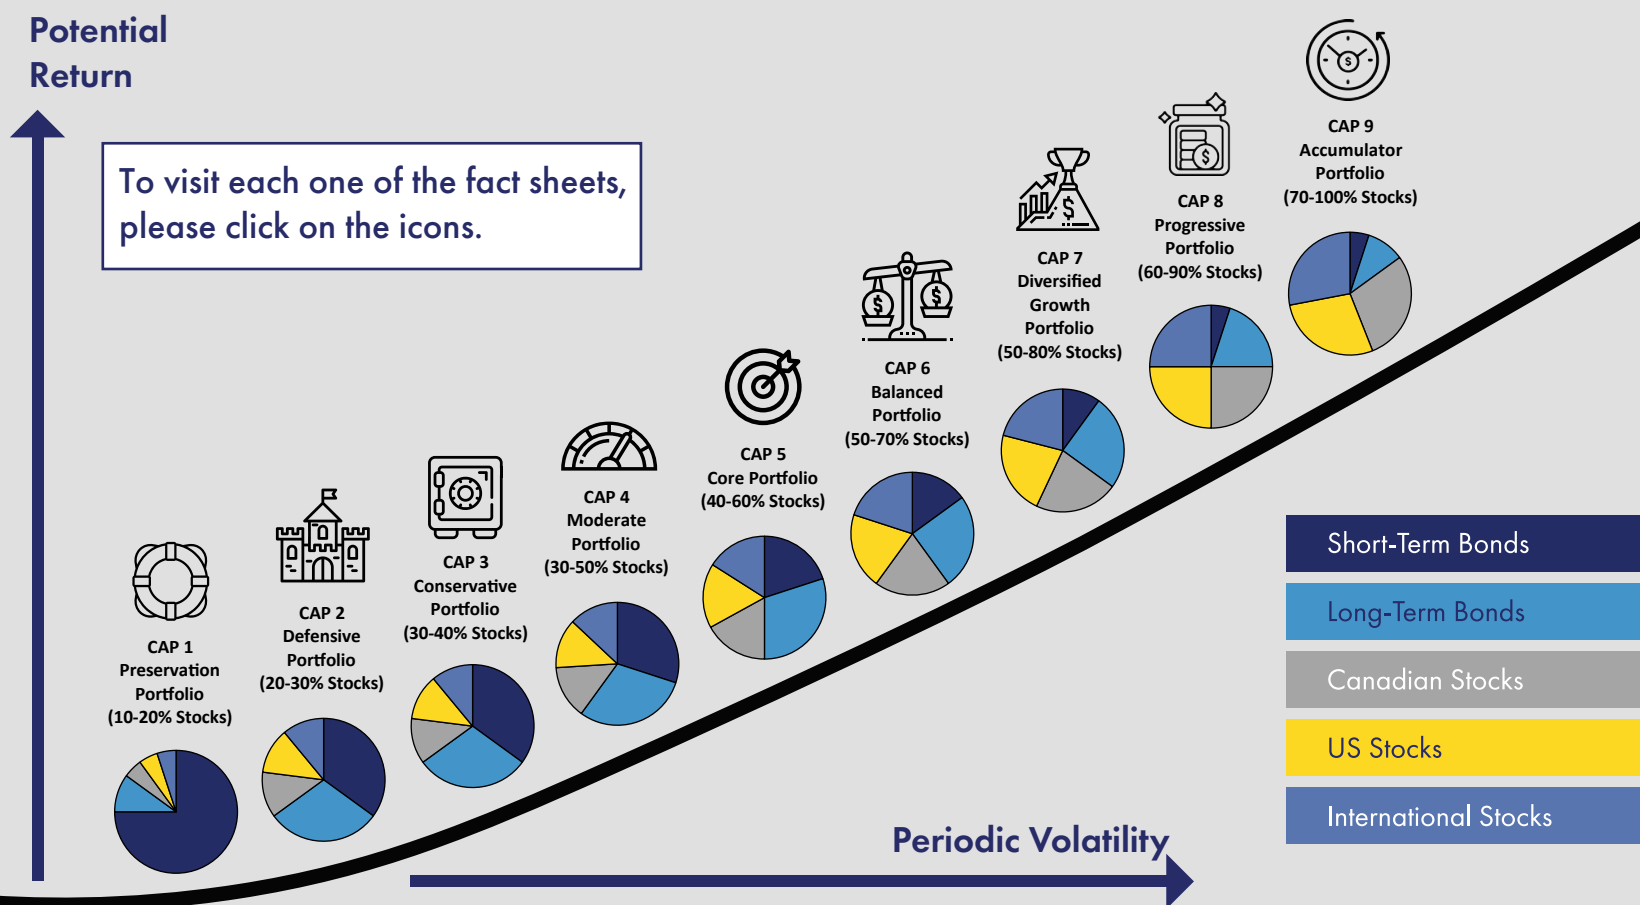 Potential
Return
To visit each one of the fact sheets,
please click on the icons.
CAP 1
Preservation
Portfolio
(10-20% Stocks)
CAP 2
Defensive
Portfolio
(20-30% Stocks)
CAP 3
Conservative
Portfolio
(30-40% Stocks)
CAP 4
Moderate
Portfolio
(30-50% Stocks)
CAP 5
Core Portfolio
(40-60% Stocks)
CAP 6
Balanced
Portfolio
(50-70% Stocks)
CAP 7
Diversified
Growth
Portfolio
(50-80% Stocks)
CAP 8
Progressive
Portfolio
(60-90% Stocks)
CAP 9
Accumulator
Portfolio
(70-100% Stocks)
Short-Term Bonds
Long-Term Bonds
Canadian Stocks
US Stocks
International Stocks
Periodic Volatility